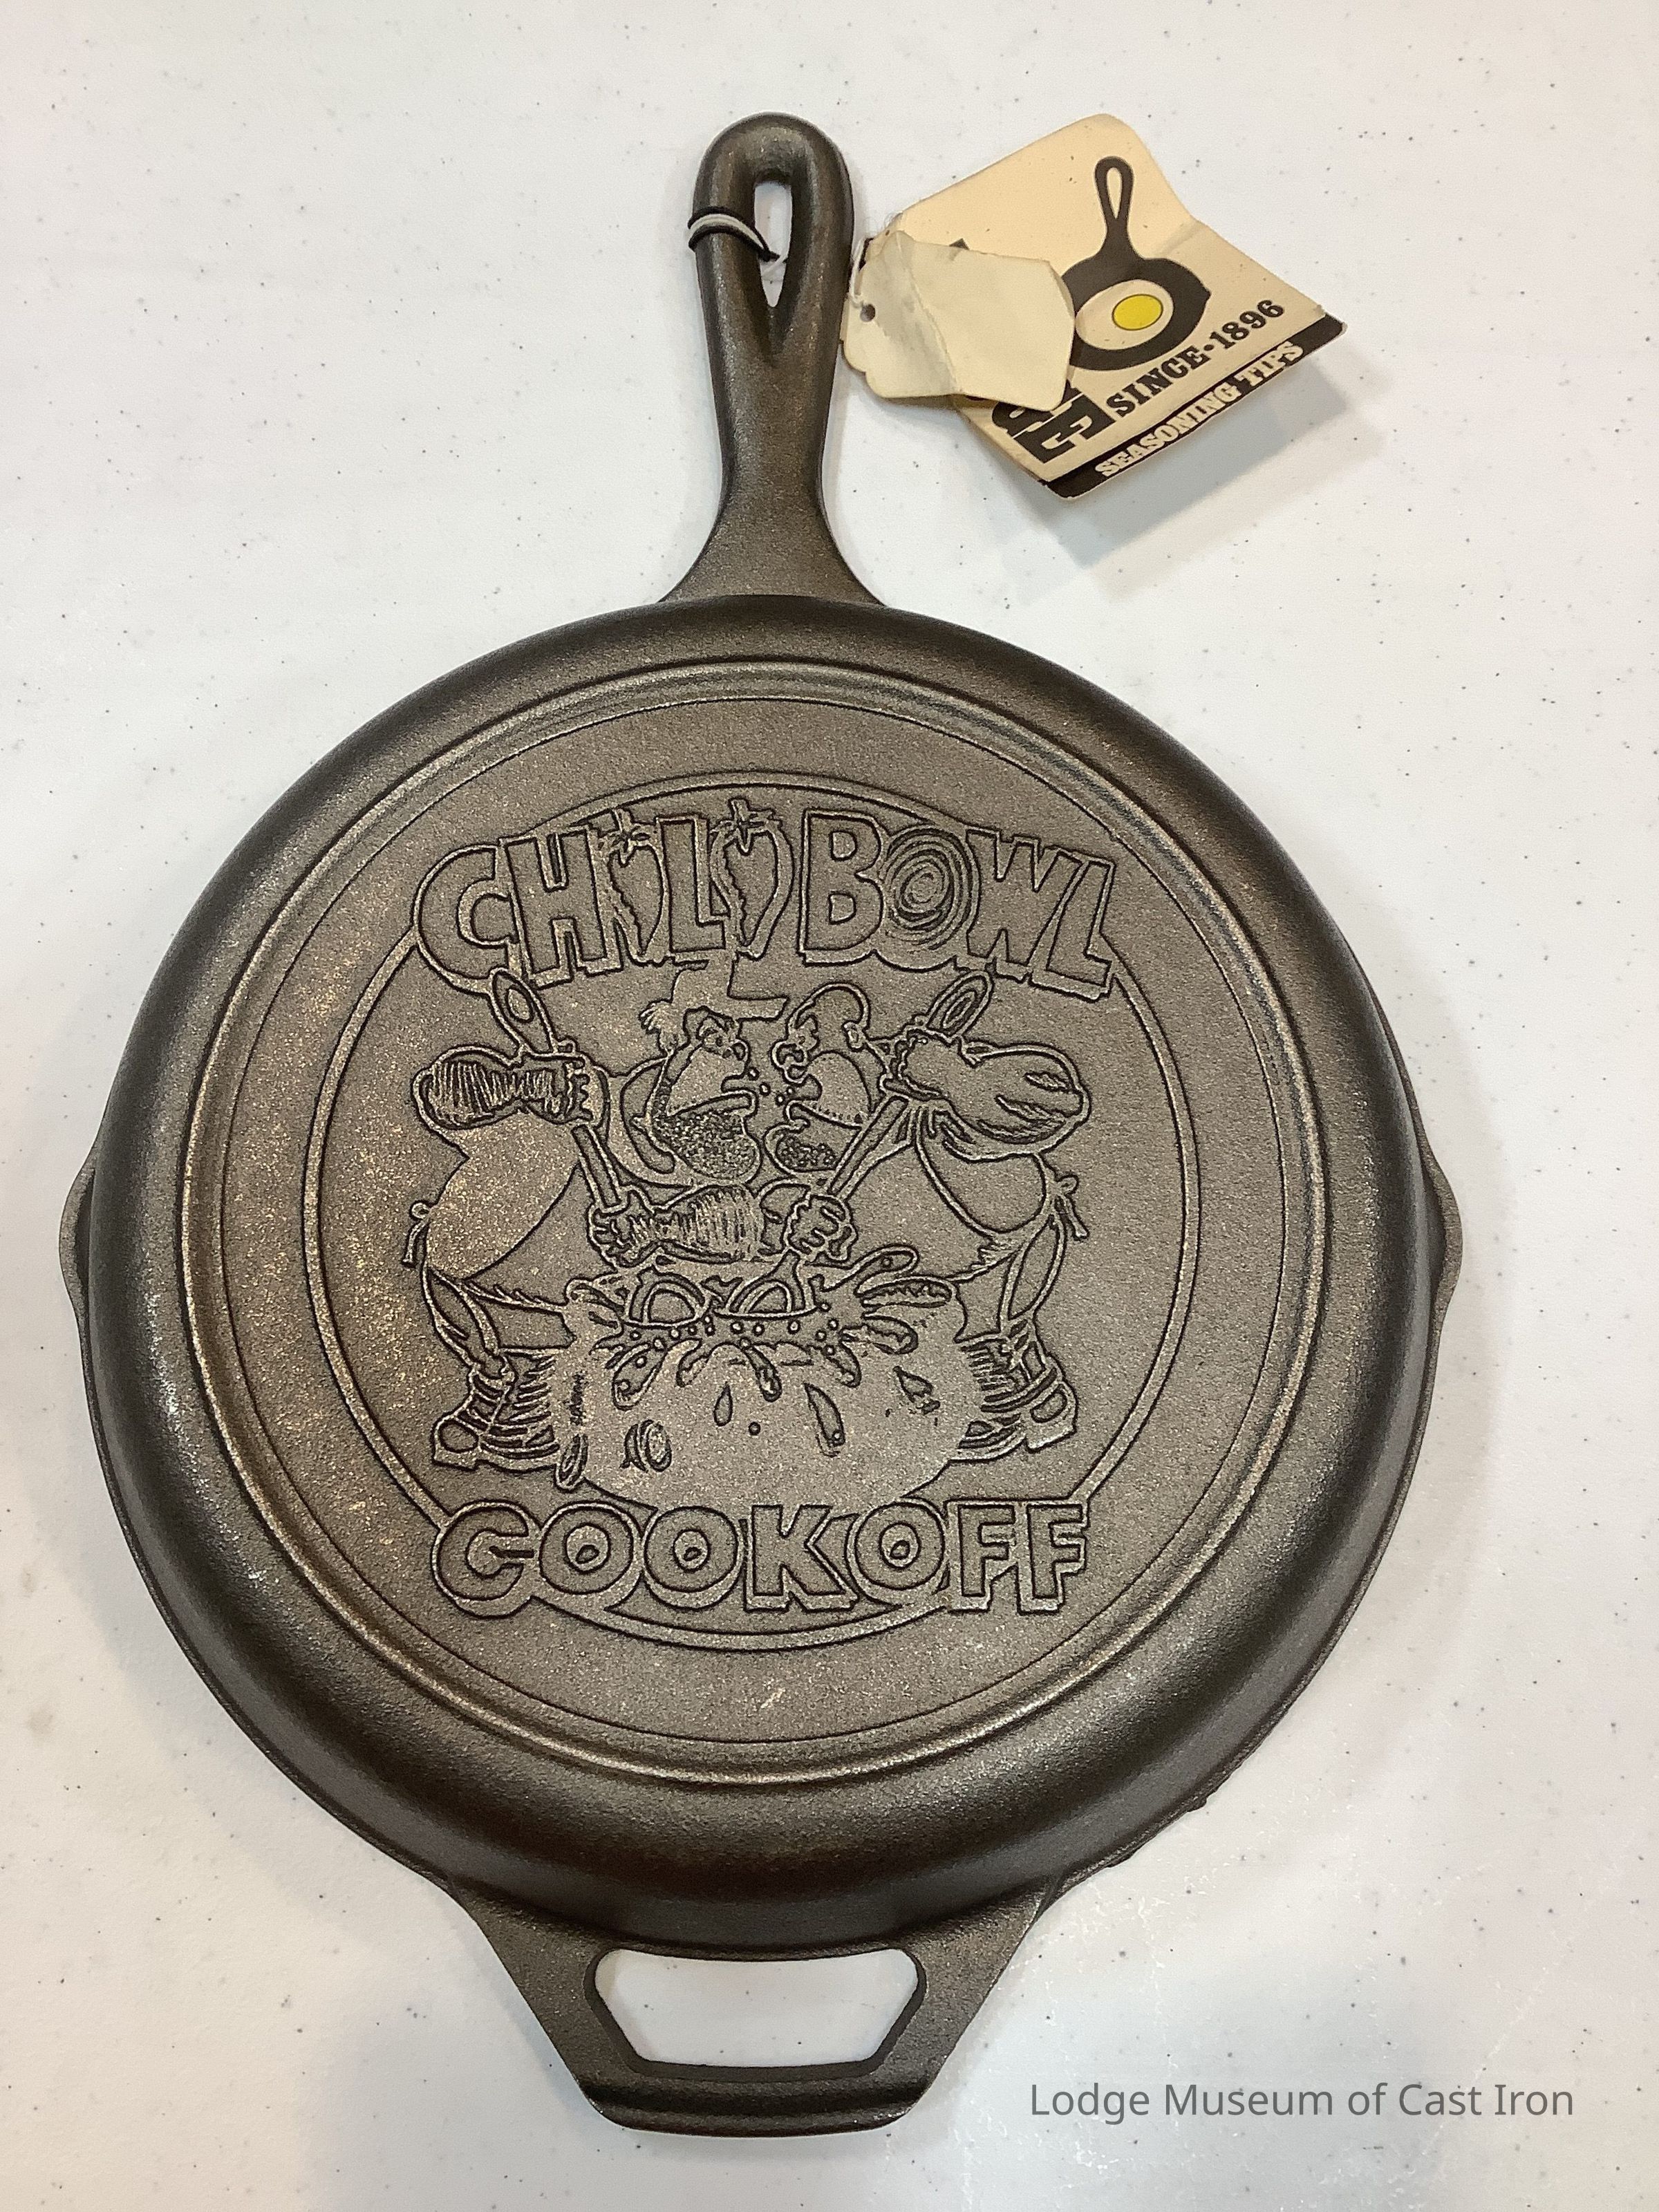 SINCE•1896
SEASONING TIPS
CHILI BOWL
COOKOFF
Lodge Museum of Cast Iron